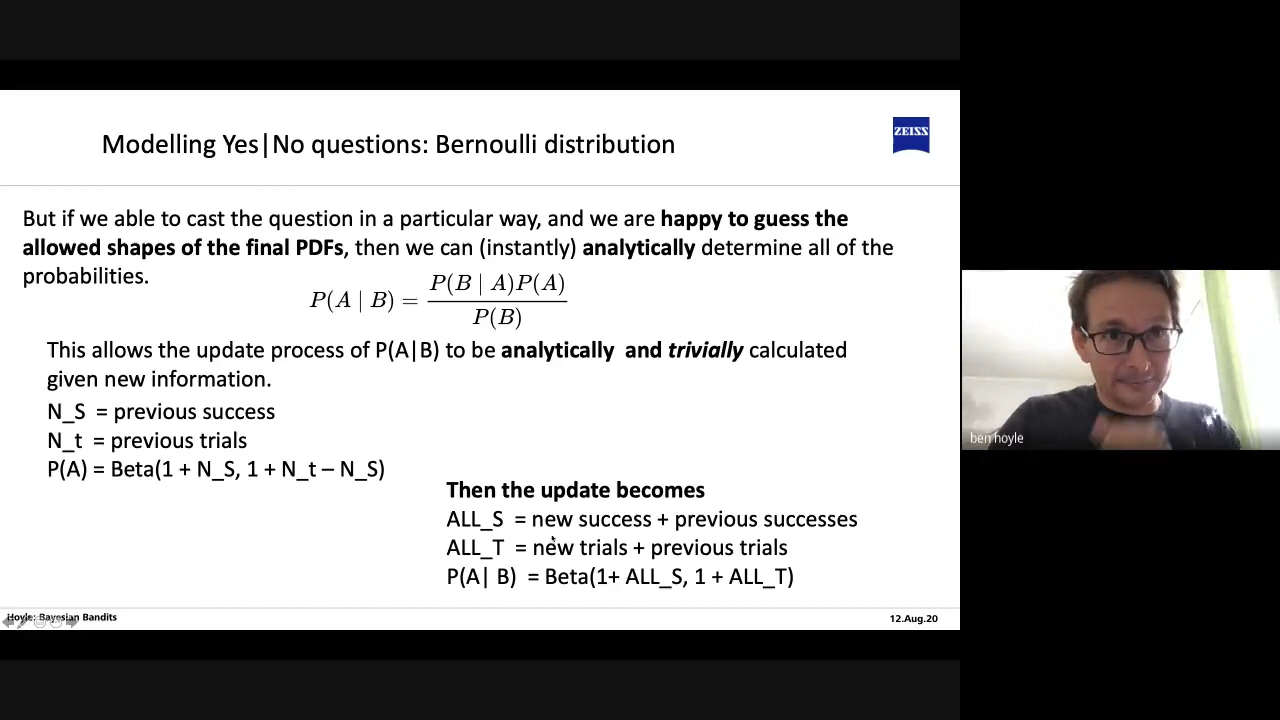 Modelling Yes|No questions: Bernoulli distribution
ZEISS
But if we able to cast the question in a particular way, and we are happy to guess the
allowed shapes of the final PDFs, then we can (instantly) analytically determine all of the
probabilities.
P(A | B) = P(B | A)P(A) / P(B)
This allows the update process of P(A|B) to be analytically and trivially calculated
given new information.
N_S = previous success
N_t = previous trials
P(A) = Beta(1 + N_S, 1 + N_t – N_S)
Then the update becomes
ALL_S = new success + previous successes
ALL_T = new trials + previous trials
P(A| B) = Beta(1+ ALL_S, 1 + ALL_T)
Hoyle: Bayesian Bandits
12.Aug.20
ben hoyle